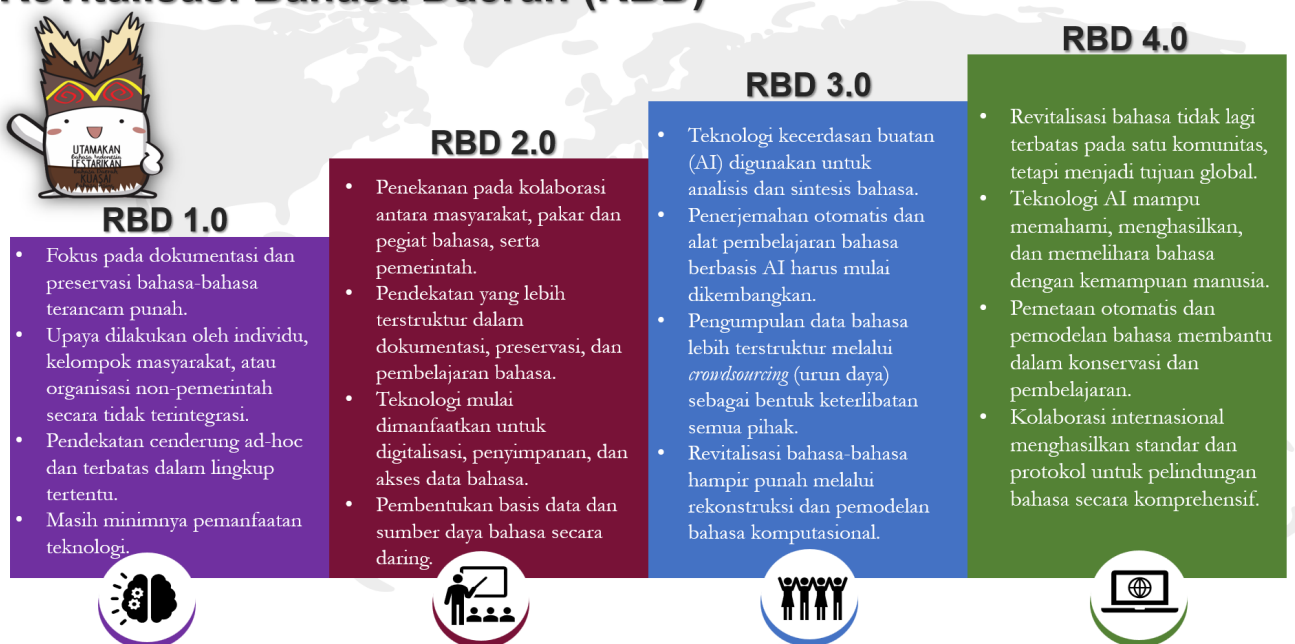 Revitalisasi Bahasa Daerah (RBD)
UTAMAKAN
bahasa Indonesia
LESTARIKAN
bahasa daerah
KUASAI
RBD 1.0
• Fokus pada dokumentasi dan
preservasi bahasa-bahasa
terancam punah.
• Upaya dilakukan oleh individu,
kelompok masyarakat, atau
organisasi non-pemerintah
secara tidak terintegrasi.
• Pendekatan cenderung ad-hoc
dan terbatas dalam lingkup
tertentu.
• Masih minimnya pemanfaatan
teknologi.
RBD 2.0
• Penekanan pada kolaborasi
antara masyarakat, pakar dan
pegiat bahasa, serta
pemerintah.
• Pendekatan yang lebih
terstruktur dalam
dokumentasi, preservasi, dan
pembelajaran bahasa.
• Teknologi mulai
dimanfaatkan untuk
digitalisasi, penyimpanan, dan
akses data bahasa.
• Pembentukan basis data dan
sumber daya bahasa secara
daring.
RBD 3.0
• Teknologi kecerdasan buatan
(AI) digunakan untuk
analisis dan sintesis bahasa.
• Penerjemahan otomatis dan
alat pembelajaran bahasa
berbasis AI harus mulai
dikembangkan.
• Pengumpulan data bahasa
lebih terstruktur melalui
crowdsourcing (urun daya)
sebagai bentuk keterlibatan
semua pihak.
• Revitalisasi bahasa-bahasa
hampir punah melalui
rekonstruksi dan pemodelan
bahasa komputasional.
RBD 4.0
• Revitalisasi bahasa tidak lagi
terbatas pada satu komunitas,
tetapi menjadi tujuan global.
• Teknologi AI mampu
memahami, menghasilkan,
dan memelihara bahasa
dengan kemampuan manusia.
• Pemetaan otomatis dan
pemodelan bahasa membantu
dalam konservasi dan
pembelajaran.
• Kolaborasi internasional
menghasilkan standar dan
protokol untuk pelindungan
bahasa secara komprehensif.